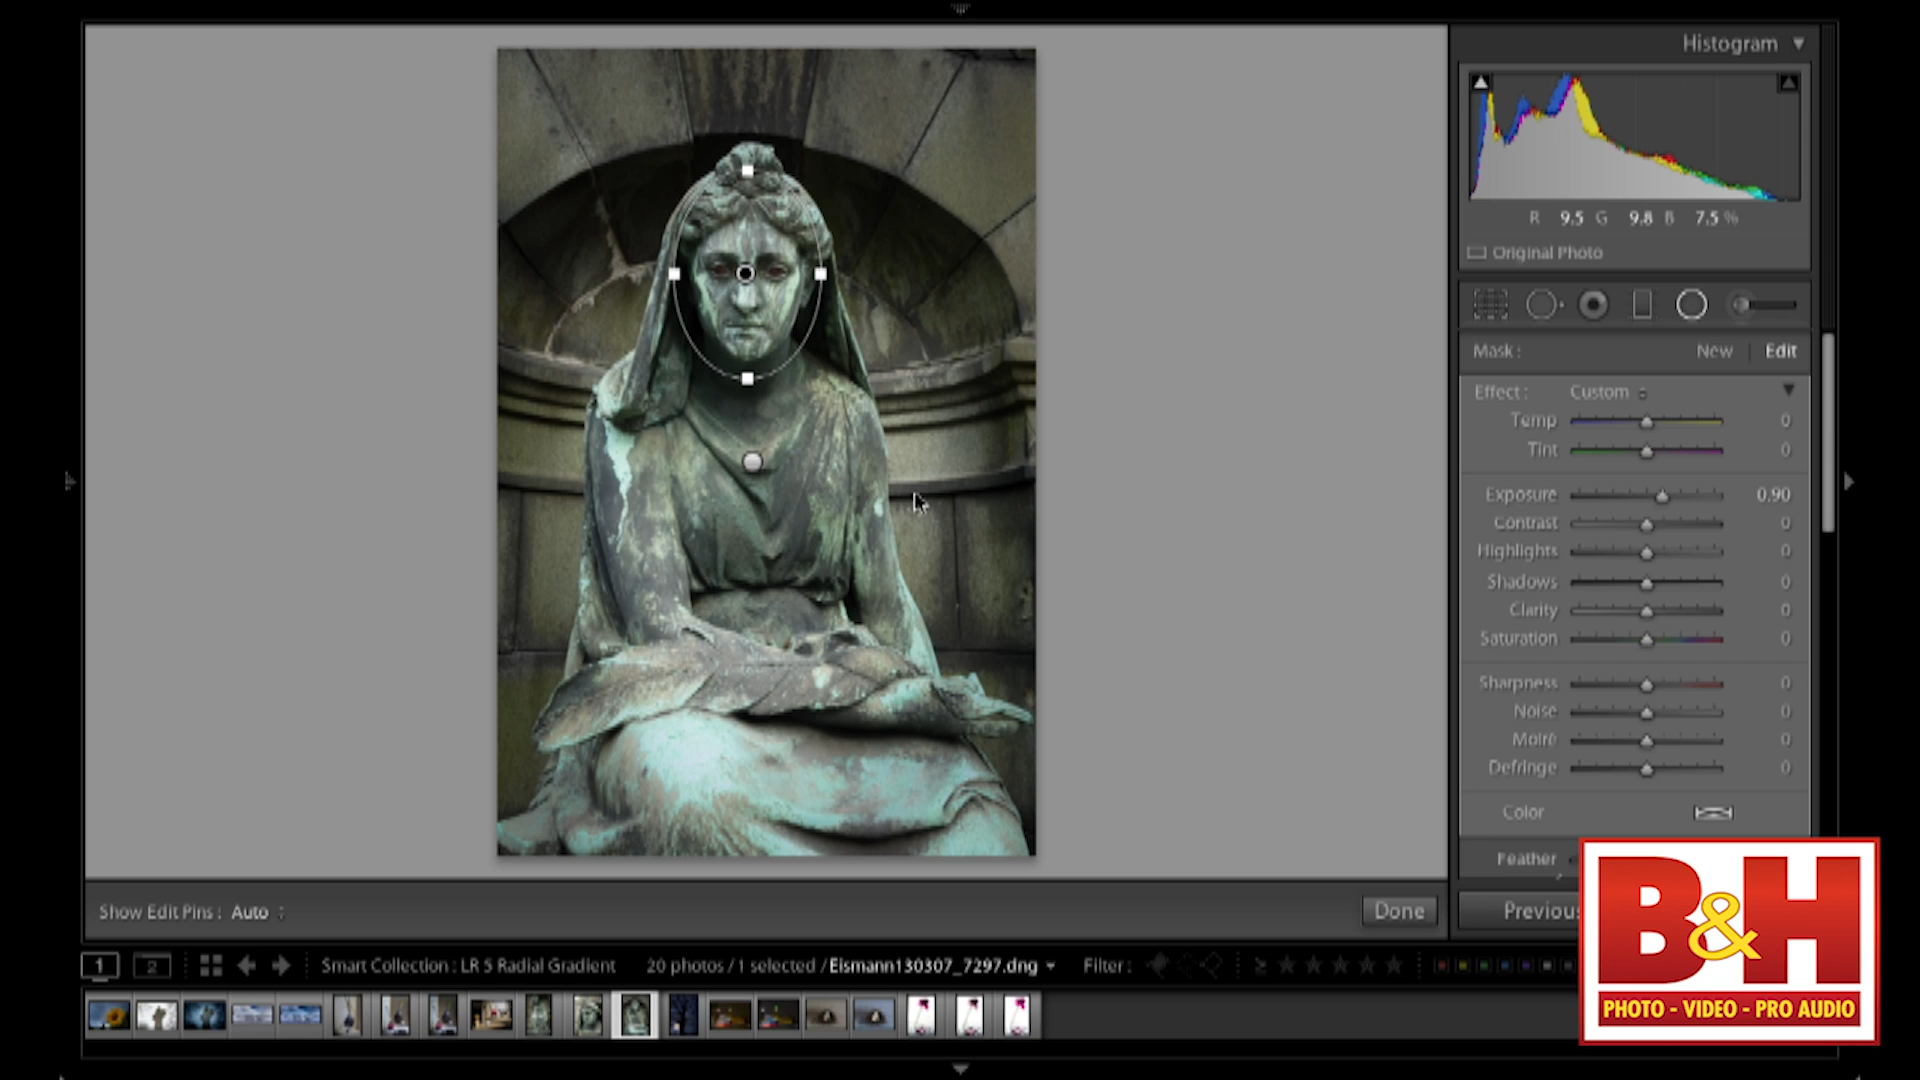 Histogram
R 9.5 G 9.8 B 7.5 %
Original Photo
Mask : New Edit
Effect : Custom
Temp 0
Tint 0
Exposure 0.90
Contrast 0
Highlights 0
Shadows 0
Clarity 0
Saturation 0
Sharpness 0
Noise 0
Moiré 0
Defringe 0
Color
Feather
Show Edit Pins : Auto
Done
Previous
1 2 Smart Collection : LR 5 Radial Gradient 20 photos / 1 selected / Eismann130307_7297.dng Filter :
B&H
PHOTO - VIDEO - PRO AUDIO